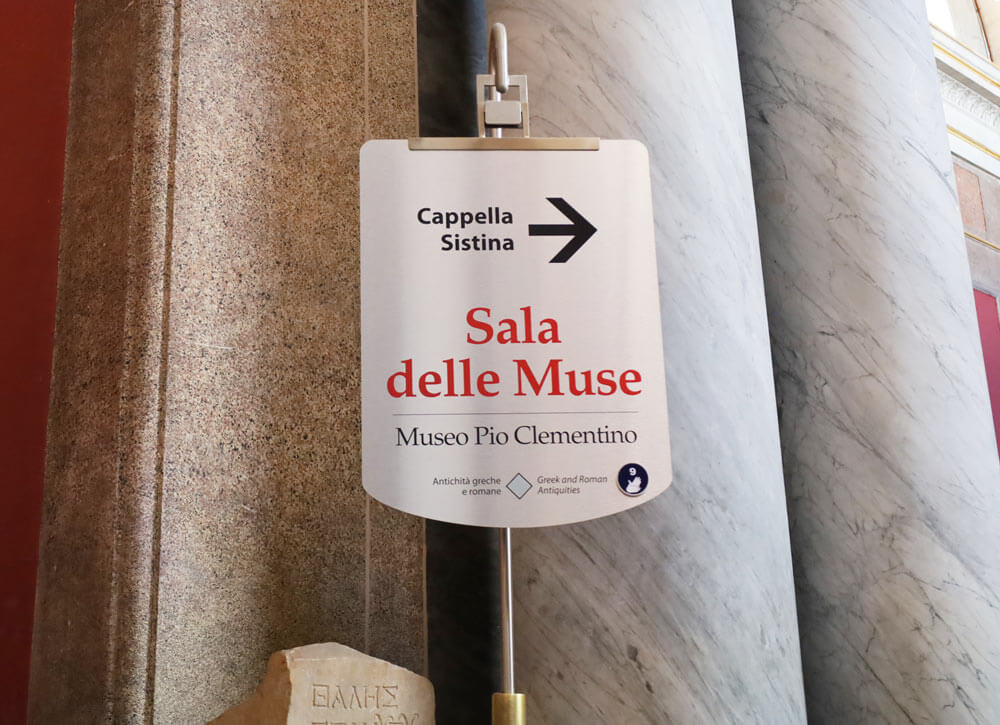 Cappella
Sistina
Sala
delle Muse
Museo Pio Clementino
Antichità greche
e romane
Greek and Roman
Antiquities
9
ΘΑΛΗΣ